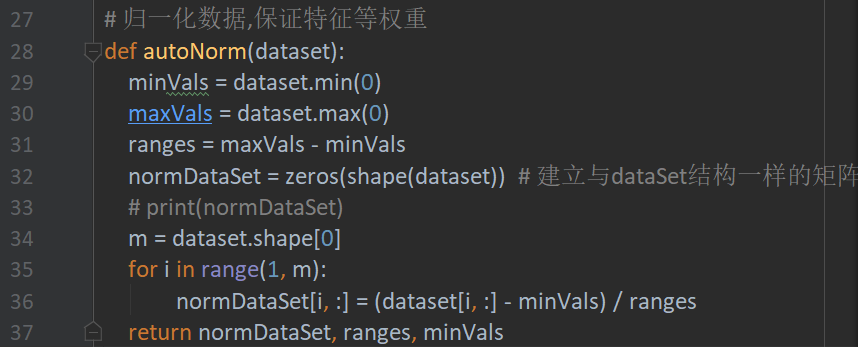 27 # 归一化数据,保证特征等权重
28 def autoNorm(dataset):
29 minVals = dataset.min(0)
30 maxVals = dataset.max(0)
31 ranges = maxVals - minVals
32 normDataSet = zeros(shape(dataset)) # 建立与dataSet结构一样的矩阵
33 # print(normDataSet)
34 m = dataset.shape[0]
35 for i in range(1, m):
36 normDataSet[i, :] = (dataset[i, :] - minVals) / ranges
37 return normDataSet, ranges, minVals